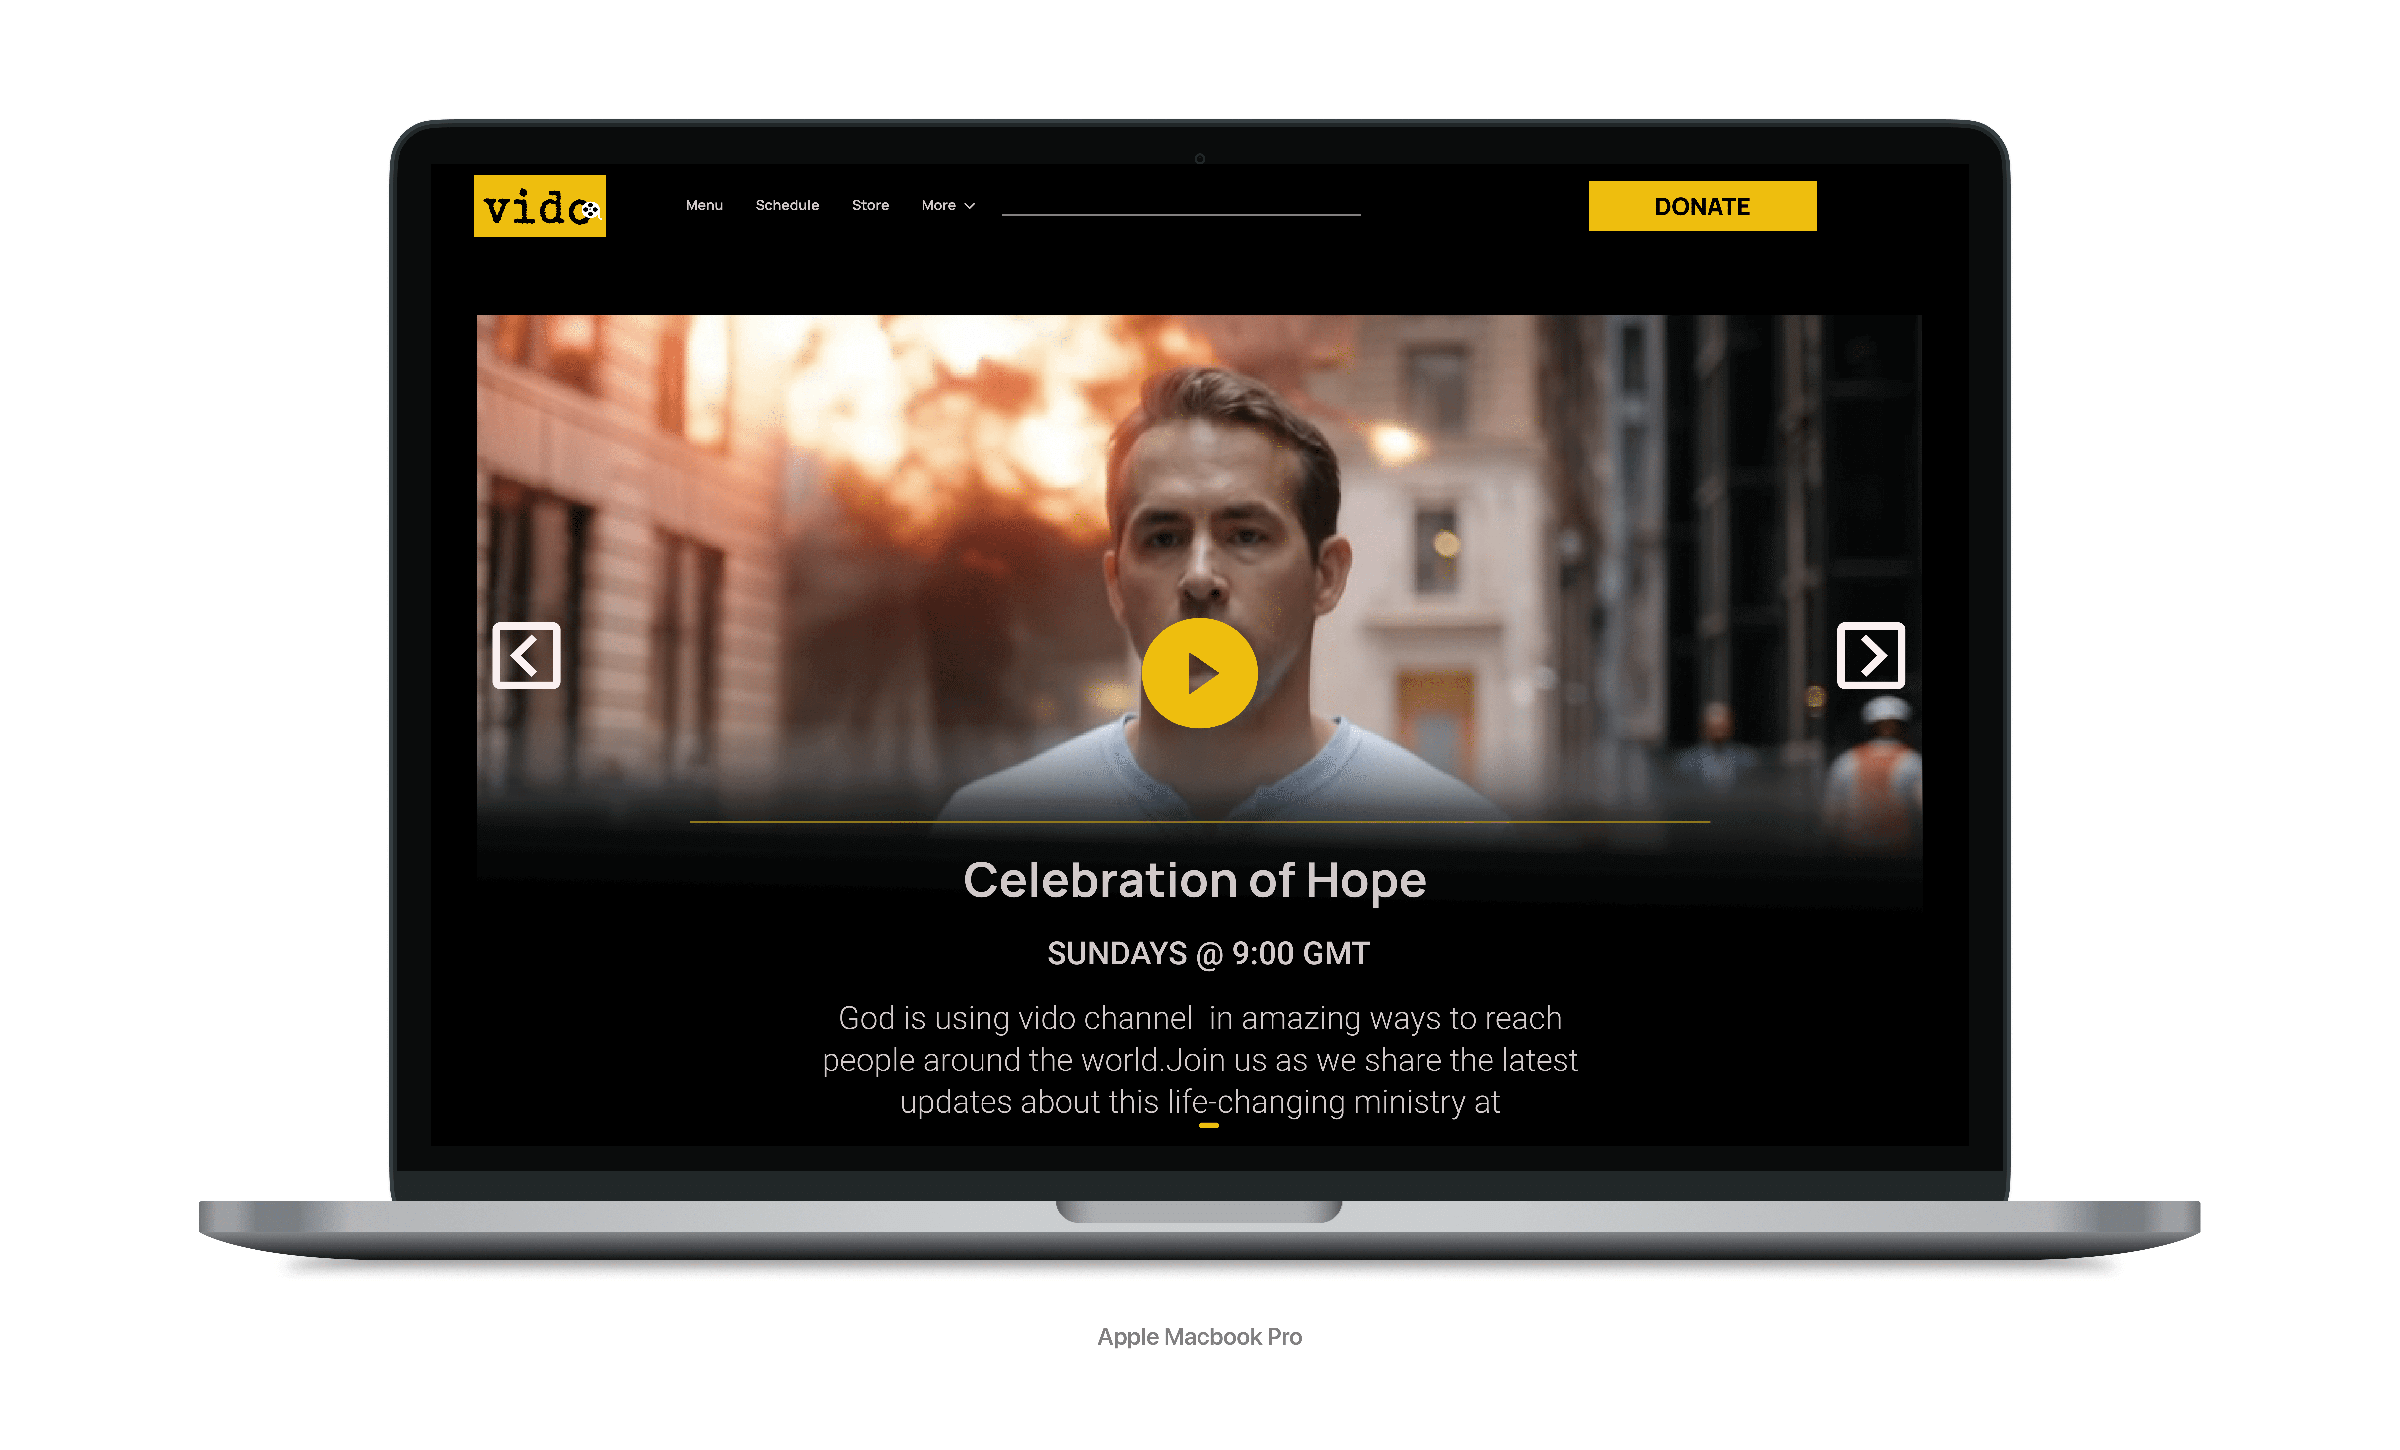 vido
Menu Schedule Store More
DONATE
Celebration of Hope
SUNDAYS @ 9:00 GMT
God is using vido channel  in amazing ways to reach
people around the world.Join us as we share the latest
updates about this life-changing ministry at
Apple Macbook Pro